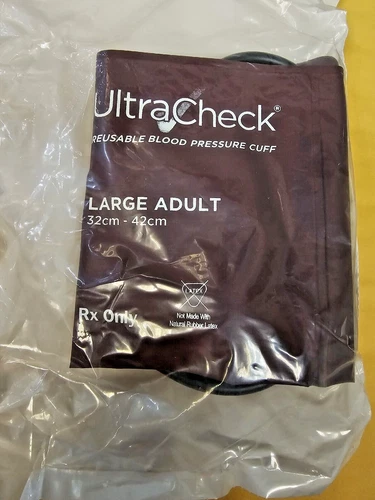 UltraCheck®
REUSABLE BLOOD PRESSURE CUFF
LARGE ADULT
32cm - 42cm
LATEX
Rx Only
Not Made With
Natural Rubber Latex